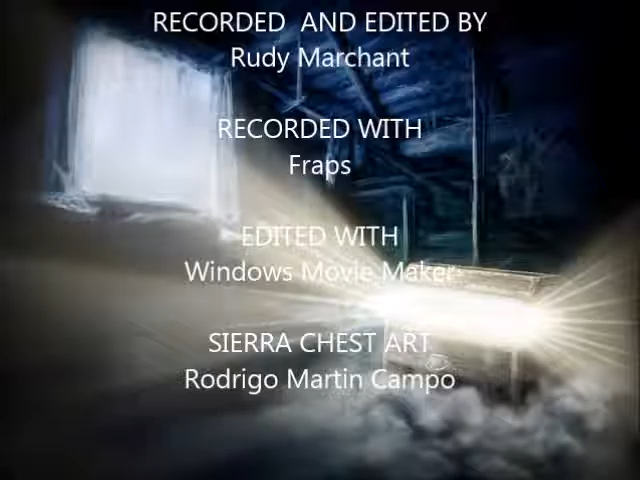 RECORDED  AND EDITED BY
Rudy Marchant
RECORDED WITH
Fraps
EDITED WITH
Windows Movie Maker
SIERRA CHEST ART
Rodrigo Martin Campo